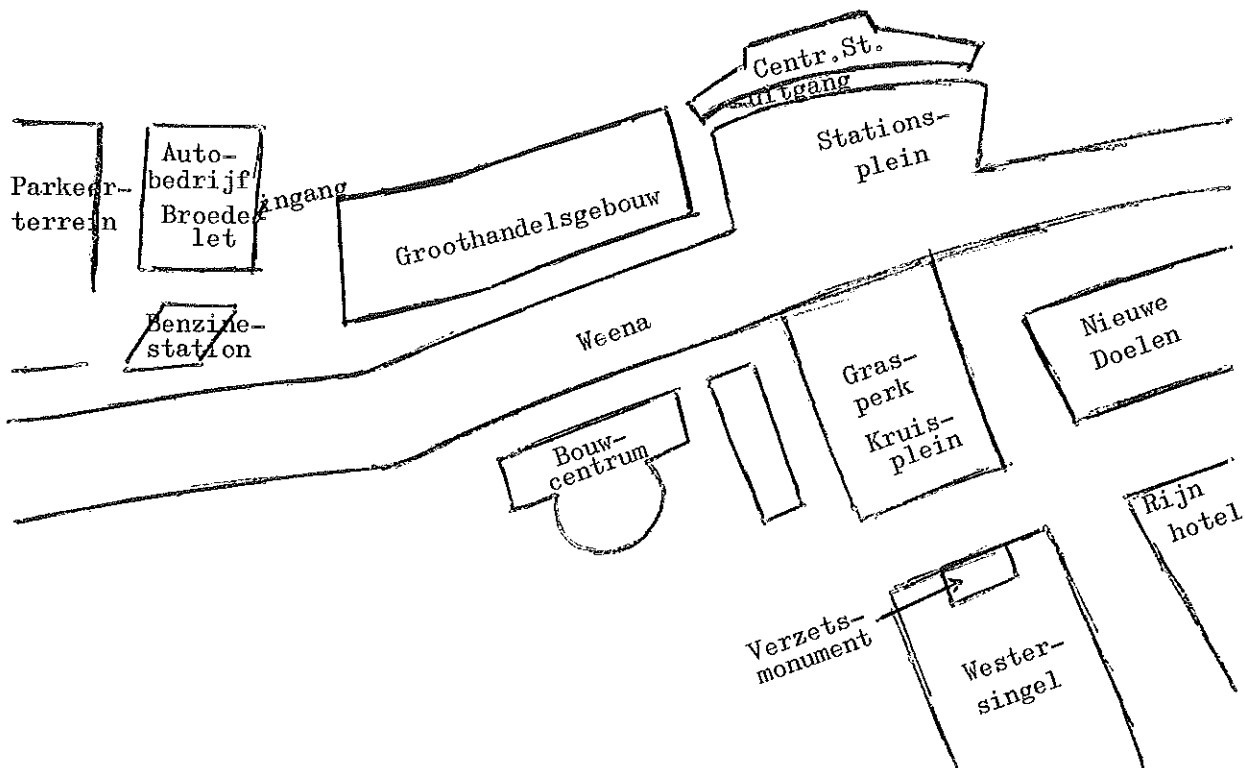 Centr.St.
uitgang
Stations-
plein
Auto-
bedrijf
Broede-
let
Parkeer-
terrein
ingang
Groothandelsgebouw
Benzine-
station
Weena
Nieuwe
Doelen
Gras-
perk
Kruis-
plein
Bouw-
centrum
Rijn
hotel
Verzets-
monument
Wester-
singel